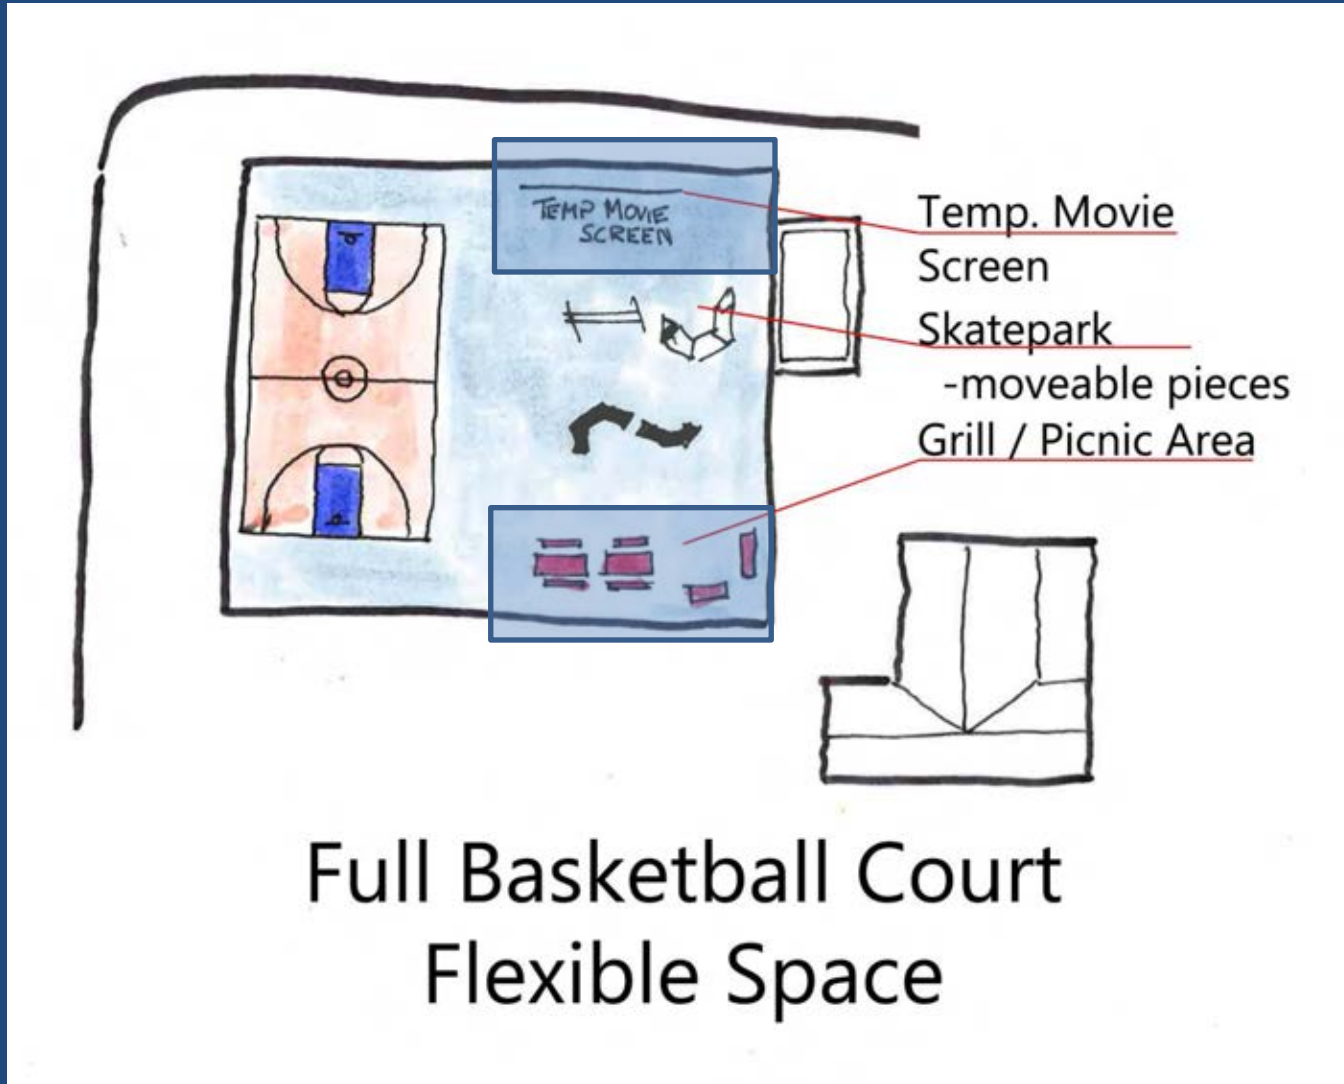 TEMP MOVIE
SCREEN
Temp. Movie
Screen
Skatepark
-moveable pieces
Grill / Picnic Area
Full Basketball Court
Flexible Space